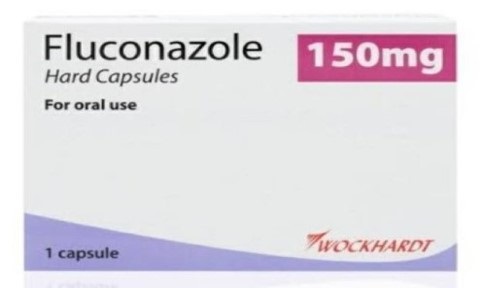 Fluconazole
150mg
Hard Capsules
For oral use
1 capsule
WOCKHARDT